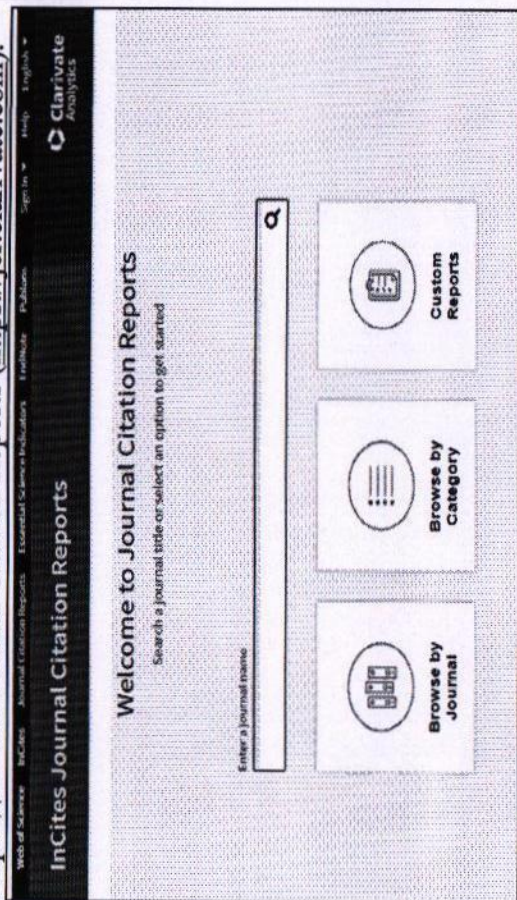 Web of Science InCites Journal Citation Reports Essential Science Indicators EndNote Publons Sign In Help English
InCites Journal Citation Reports
Clarivate
Analytics
Welcome to Journal Citation Reports
Search a journal title or select an option to get started
Enter a journal name
Browse by
Journal
Browse by
Category
Custom
Reports